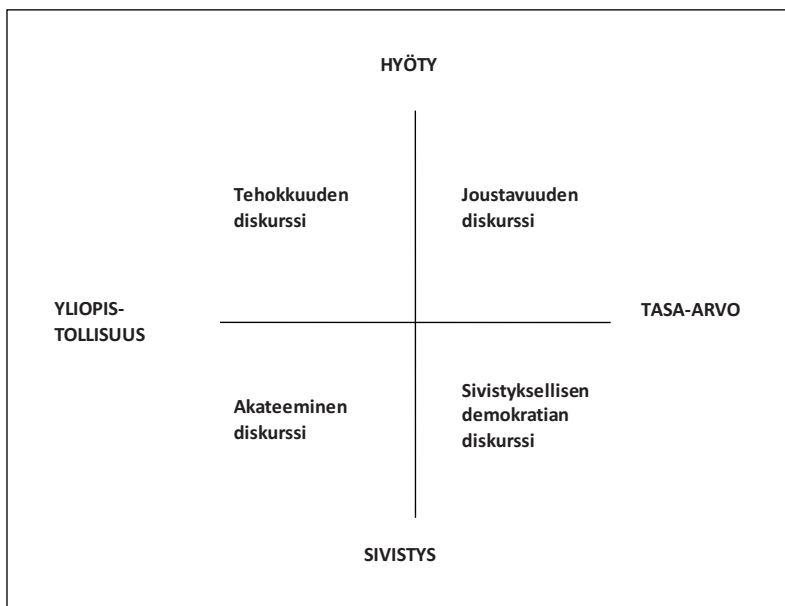 HYÖTY
Tehokkuuden
diskurssi
Joustavuuden
diskurssi
YLIOPIS-
TOLLISUUS
TASA-ARVO
Akateeminen
diskurssi
Sivistyksellisen
demokratian
diskurssi
SIVISTYS